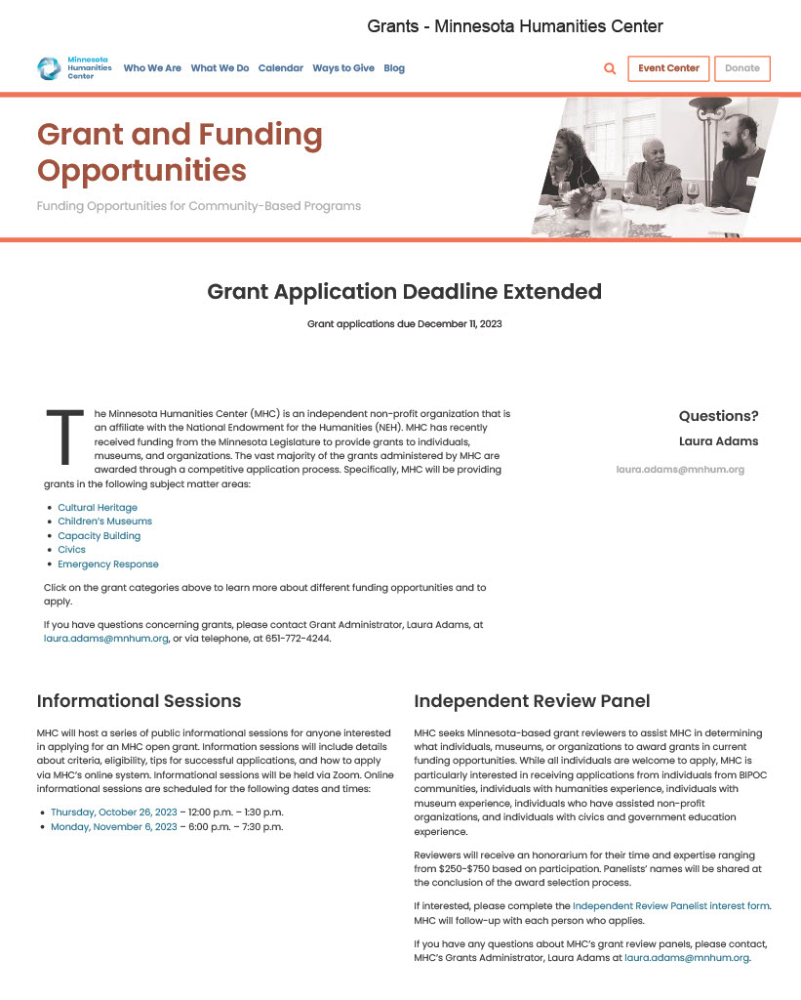 Grants - Minnesota Humanities Center
Minnesota
Humanities
Center
Who We Are
What We Do
Calendar
Ways to Give
Blog
Event Center
Donate
Grant and Funding
Opportunities
Funding Opportunities for Community-Based Programs
Grant Application Deadline Extended
Grant applications due December 11, 2023
The Minnesota Humanities Center (MHC) is an independent non-profit organization that is
an affiliate with the National Endowment for the Humanities (NEH). MHC has recently
received funding from the Minnesota Legislature to provide grants to individuals,
museums, and organizations. The vast majority of the grants administered by MHC are
awarded through a competitive application process. Specifically, MHC will be providing
grants in the following subject matter areas:
• Cultural Heritage
• Children's Museums
• Capacity Building
• Civics
• Emergency Response
Click on the grant categories above to learn more about different funding opportunities and to
apply.
If you have questions concerning grants, please contact Grant Administrator, Laura Adams, at
laura.adams@mnhum.org, or via telephone, at 651-772-4244.
Questions?
Laura Adams
laura.adams@mnhum.org
Informational Sessions
MHC will host a series of public informational sessions for anyone interested
in applying for an MHC open grant. Information sessions will include details
about criteria, eligibility, tips for successful applications, and how to apply
via MHC's online system. Informational sessions will be held via Zoom. Online
informational sessions are scheduled for the following dates and times:
• Thursday, October 26, 2023 – 12:00 p.m. – 1:30 p.m.
• Monday, November 6, 2023 – 6:00 p.m. – 7:30 p.m.
Independent Review Panel
MHC seeks Minnesota-based grant reviewers to assist MHC in determining
what individuals, museums, or organizations to award grants in current
funding opportunities. While all individuals are welcome to apply, MHC is
particularly interested in receiving applications from individuals from BIPOC
communities, individuals with humanities experience, individuals with
museum experience, individuals who have assisted non-profit
organizations, and individuals with civics and government education
experience.
Reviewers will receive an honorarium for their time and expertise ranging
from $250-$750 based on participation. Panelists' names will be shared at
the conclusion of the award selection process.
If interested, please complete the Independent Review Panelist interest form.
MHC will follow-up with each person who applies.
If you have any questions about MHC's grant review panels, please contact,
MHC's Grants Administrator, Laura Adams at laura.adams@mnhum.org.